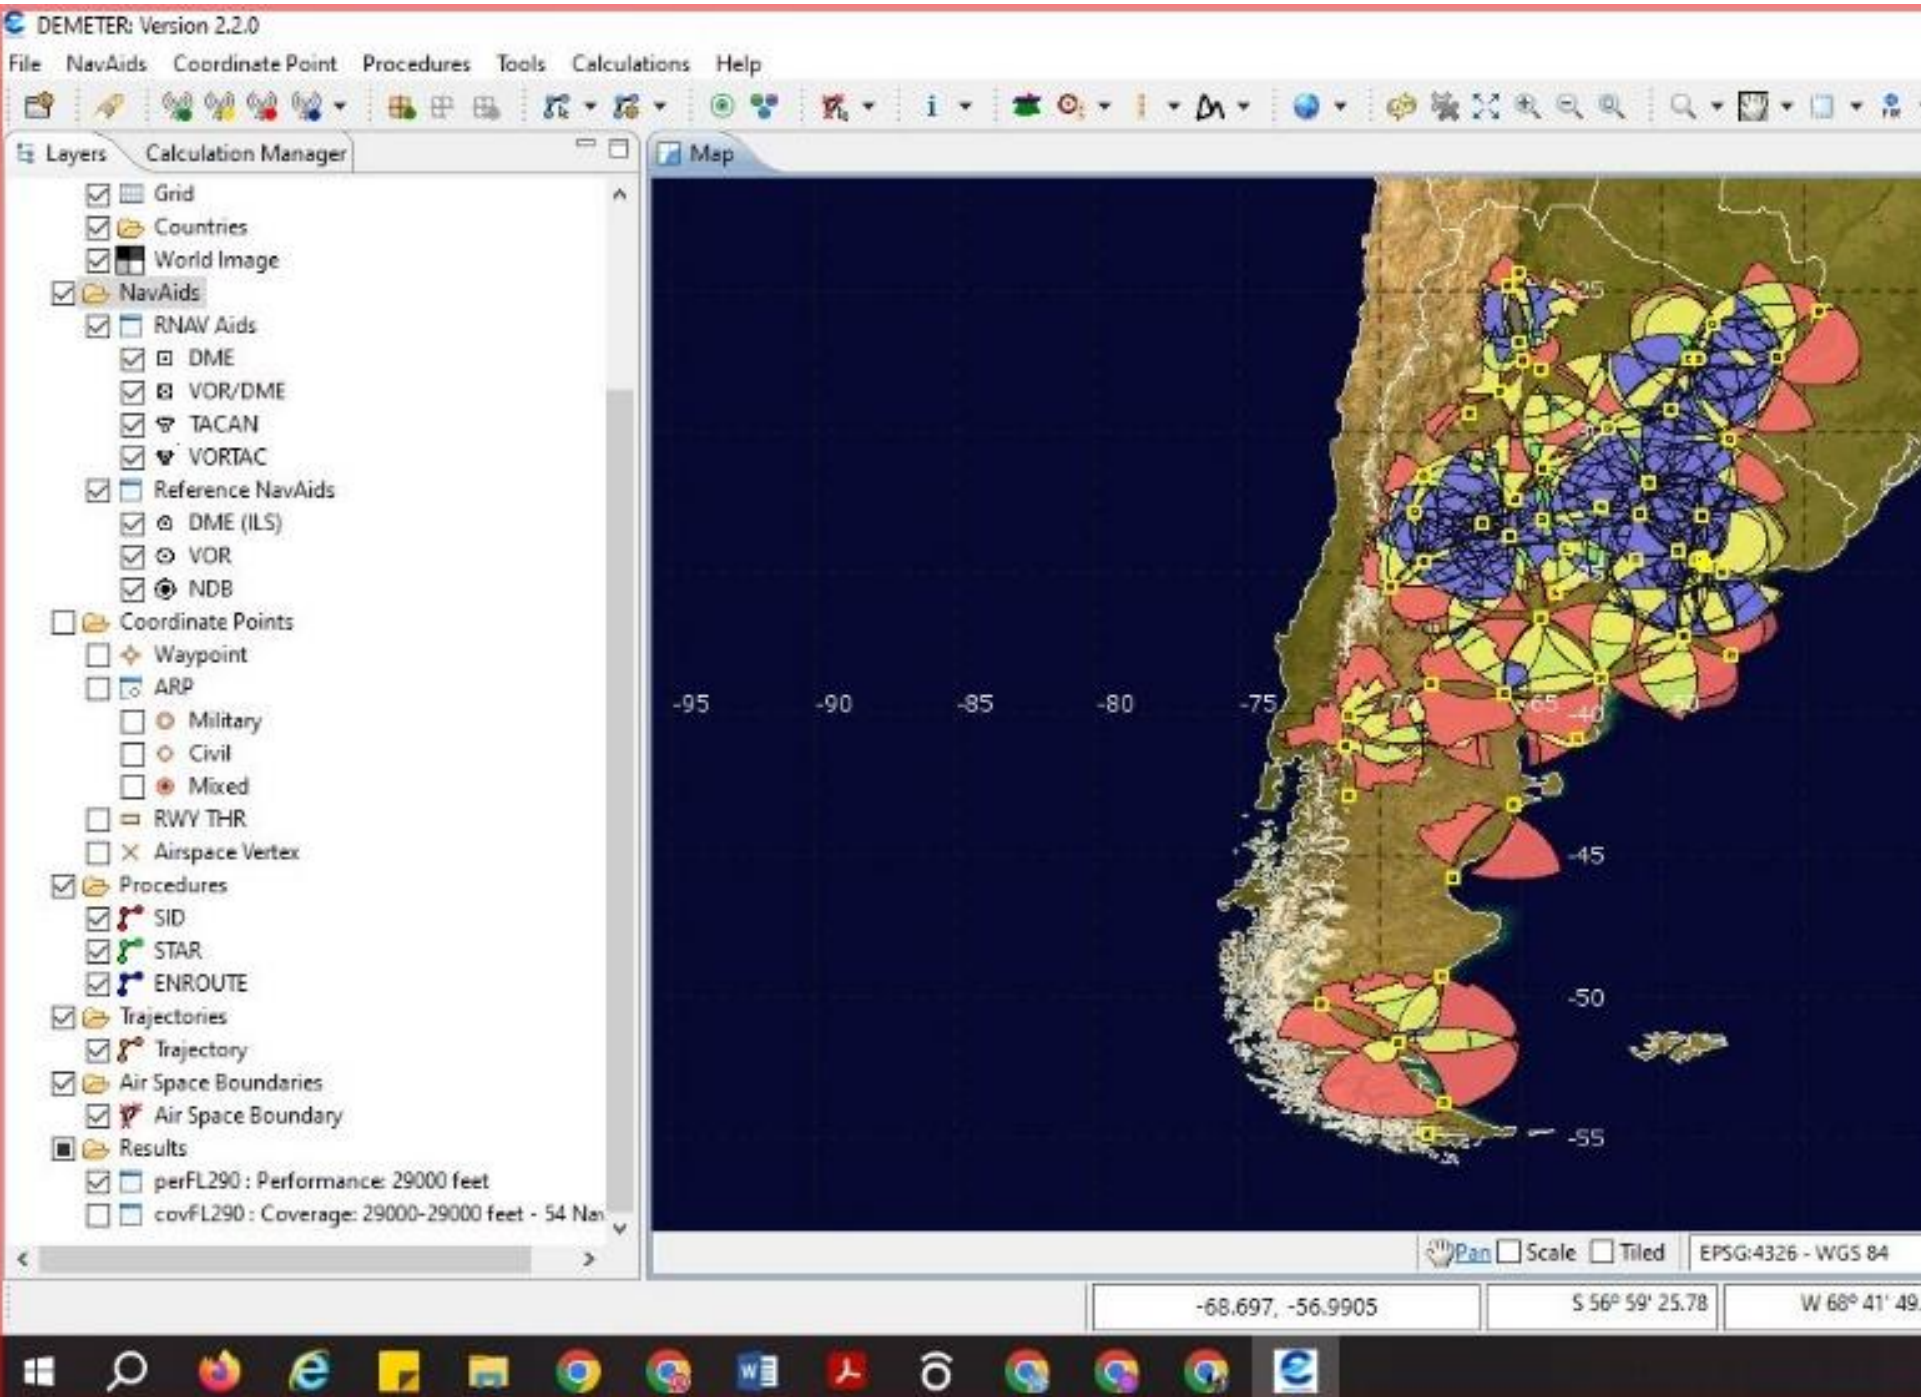 DEMETER: Version 2.2.0
File NavAids Coordinate Point Procedures Tools Calculations Help
Layers Calculation Manager
Map
Grid
Countries
World Image
NavAids
RNAV Aids
DME
VOR/DME
TACAN
VORTAC
Reference NavAids
DME (ILS)
VOR
NDB
Coordinate Points
Waypoint
ARP
Military
Civil
Mixed
RWY THR
Airspace Vertex
Procedures
SID
STAR
ENROUTE
Trajectories
Trajectory
Air Space Boundaries
Air Space Boundary
Results
perFL290 : Performance: 29000 feet
covFL290 : Coverage: 29000-29000 feet - 54 Nav
-95 -90 -85 -80 -75 -70 -65
-40
-45
-50
-55
Pan Scale Tiled EPSG:4326 - WGS 84
-68.697, -56.9905 S 56º 59' 25.78 W 68º 41' 49.